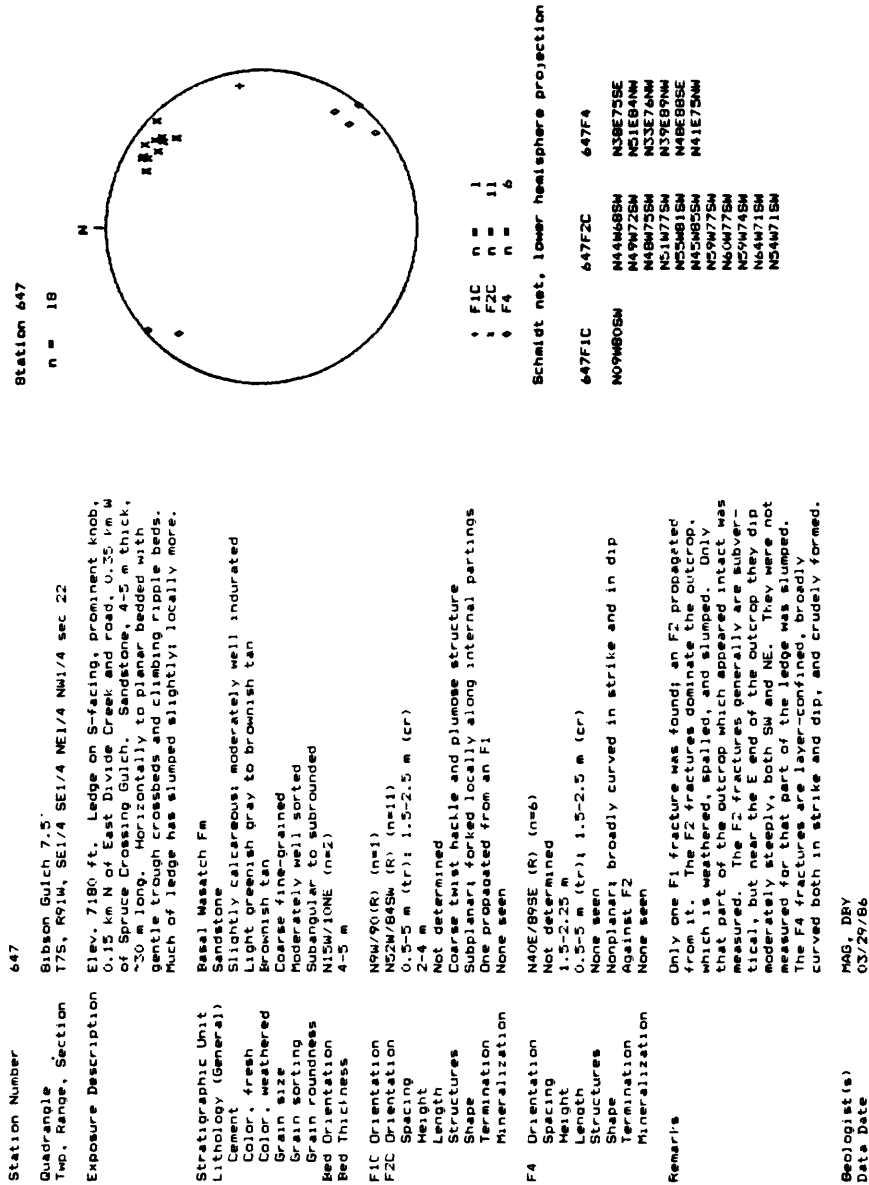 Station Number 647
Quadrangle Gibson Gulch 7.5'
Twp, Range, Section T7S, R91W, SE1/4 SE1/4 NE1/4 NW1/4 sec 22
Exposure Description Elev. 7180 ft. Ledge on S-facing, prominent knob,
0.15 km N of East Divide Creek and road, 0.35 km W
of Spruce Crossing Gulch. Sandstone, 4-5 m thick,
~30 m long. Horizontally to planar bedded with
gentle trough crossbeds and climbing ripple beds.
Much of ledge has slumped slightly; locally more.
Stratigraphic Unit Basal Wasatch Fm
Lithology (General) Sandstone
Cement Slightly calcareous; moderately well indurated
Color, fresh Light greenish gray to brownish tan
Color, weathered Brownish tan
Grain size Coarse fine-grained
Grain sorting Moderately well sorted
Grain roundness Subangular to subrounded
Bed Orientation N15W/10NE (n=2)
Bed Thickness 4-5 m
F1C Orientation N9W/90(R) (n=1)
F2C Orientation N52W/84SW (R) (n=11)
Spacing 0.5-5 m (tr); 1.5-2.5 m (cr)
Height 2-4 m
Length Not determined
Structures Coarse twist hackle and plumose structure
Shape Subplanar; forked locally along internal partings
Termination One propagated from an F1
Mineralization None seen
F4 Orientation N40E/89SE (R) (n=6)
Spacing Not determined
Height 1.5-2.25 m
Length 0.5-5 m (tr); 1.5-2.5 m (cr)
Structures None seen
Shape Nonplanar; broadly curved in strike and in dip
Termination Against F2
Mineralization None seen
Remarks Only one F1 fracture was found; an F2 propagated
from it. The F2 fractures dominate the outcrop,
which is weathered, spalled, and slumped. Only
that part of the outcrop which appeared intact was
measured. The F2 fractures generally are subver-
tical, but near the E end of the outcrop they dip
moderately steeply, both SW and NE. They were not
measured for that part of the ledge was slumped.
The F4 fractures are layer-confined, broadly
curved both in strike and dip, and crudely formed.
Geologist(s) MAG, DBY
Data Date 03/29/86
Station 647
n = 18
N
+ F1C n = 1
x F2C n = 11
◊ F4 n = 6
Schmidt net, lower hemisphere projection
647F1C 647F2C 647F4
N09W80SW N44W68SW N38E75SE
N49W72SW N51E84NW
N48W75SW N33E76NW
N51W77SW N39E89NW
N55W81SW N48E88SE
N45W85SW N41E75NW
N59W77SW
N60W77SW
N59W74SW
N64W71SW
N54W71SW